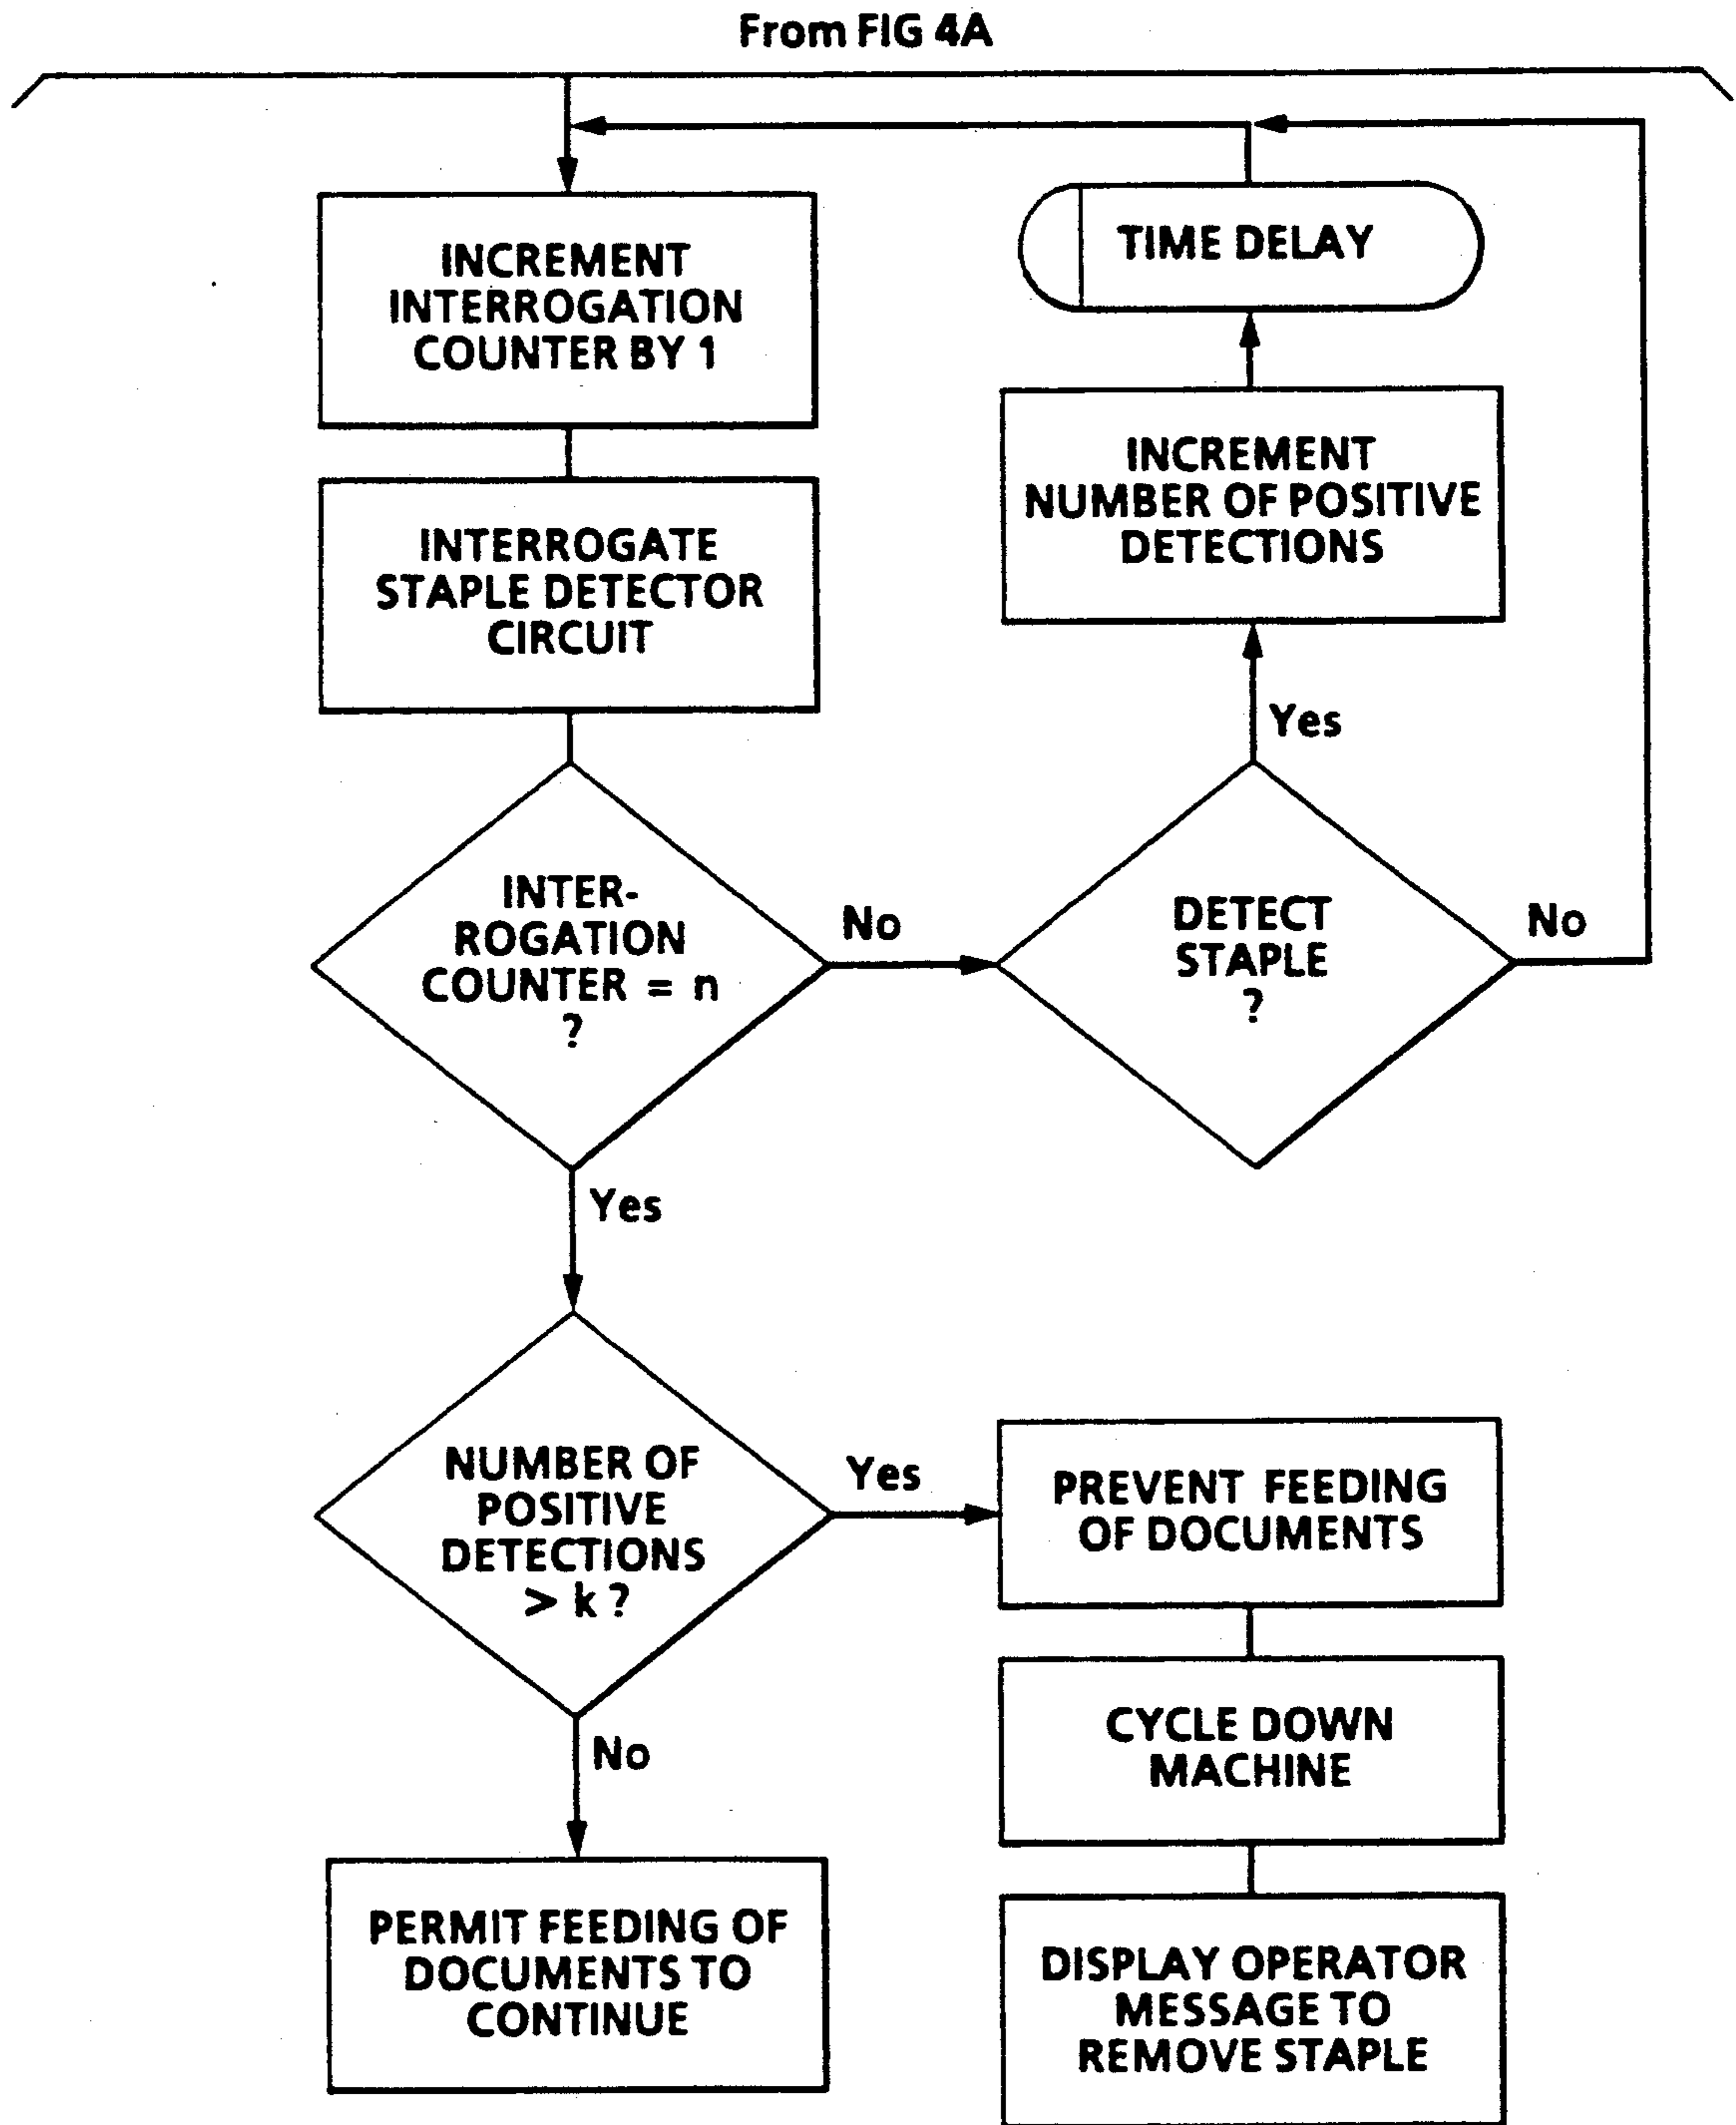 From FIG 4A
INCREMENT
INTERROGATION
COUNTER BY 1
TIME DELAY
INCREMENT
NUMBER OF POSITIVE
DETECTIONS
INTERROGATE
STAPLE DETECTOR
CIRCUIT
Yes
INTER-
ROGATION
COUNTER = n
?
No
DETECT
STAPLE
?
No
Yes
NUMBER OF
POSITIVE
DETECTIONS
> k ?
Yes
PREVENT FEEDING
OF DOCUMENTS
No
CYCLE DOWN
MACHINE
PERMIT FEEDING OF
DOCUMENTS TO
CONTINUE
DISPLAY OPERATOR
MESSAGE TO
REMOVE STAPLE